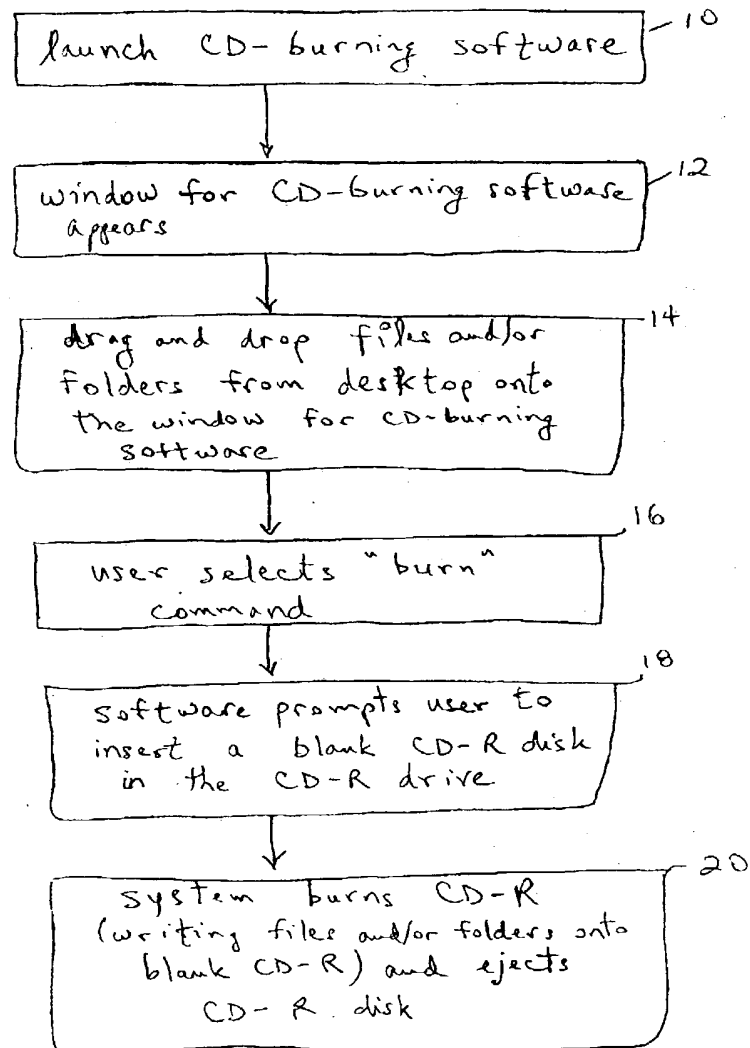 launch CD-burning software
10
window for CD-burning software
appears
12
drag and drop files and/or
folders from desktop onto
the window for CD-burning
software
14
user selects "burn"
command
16
software prompts user to
insert a blank CD-R disk
in the CD-R drive
18
system burns CD-R
(writing files and/or folders onto
blank CD-R) and ejects
CD-R disk
20